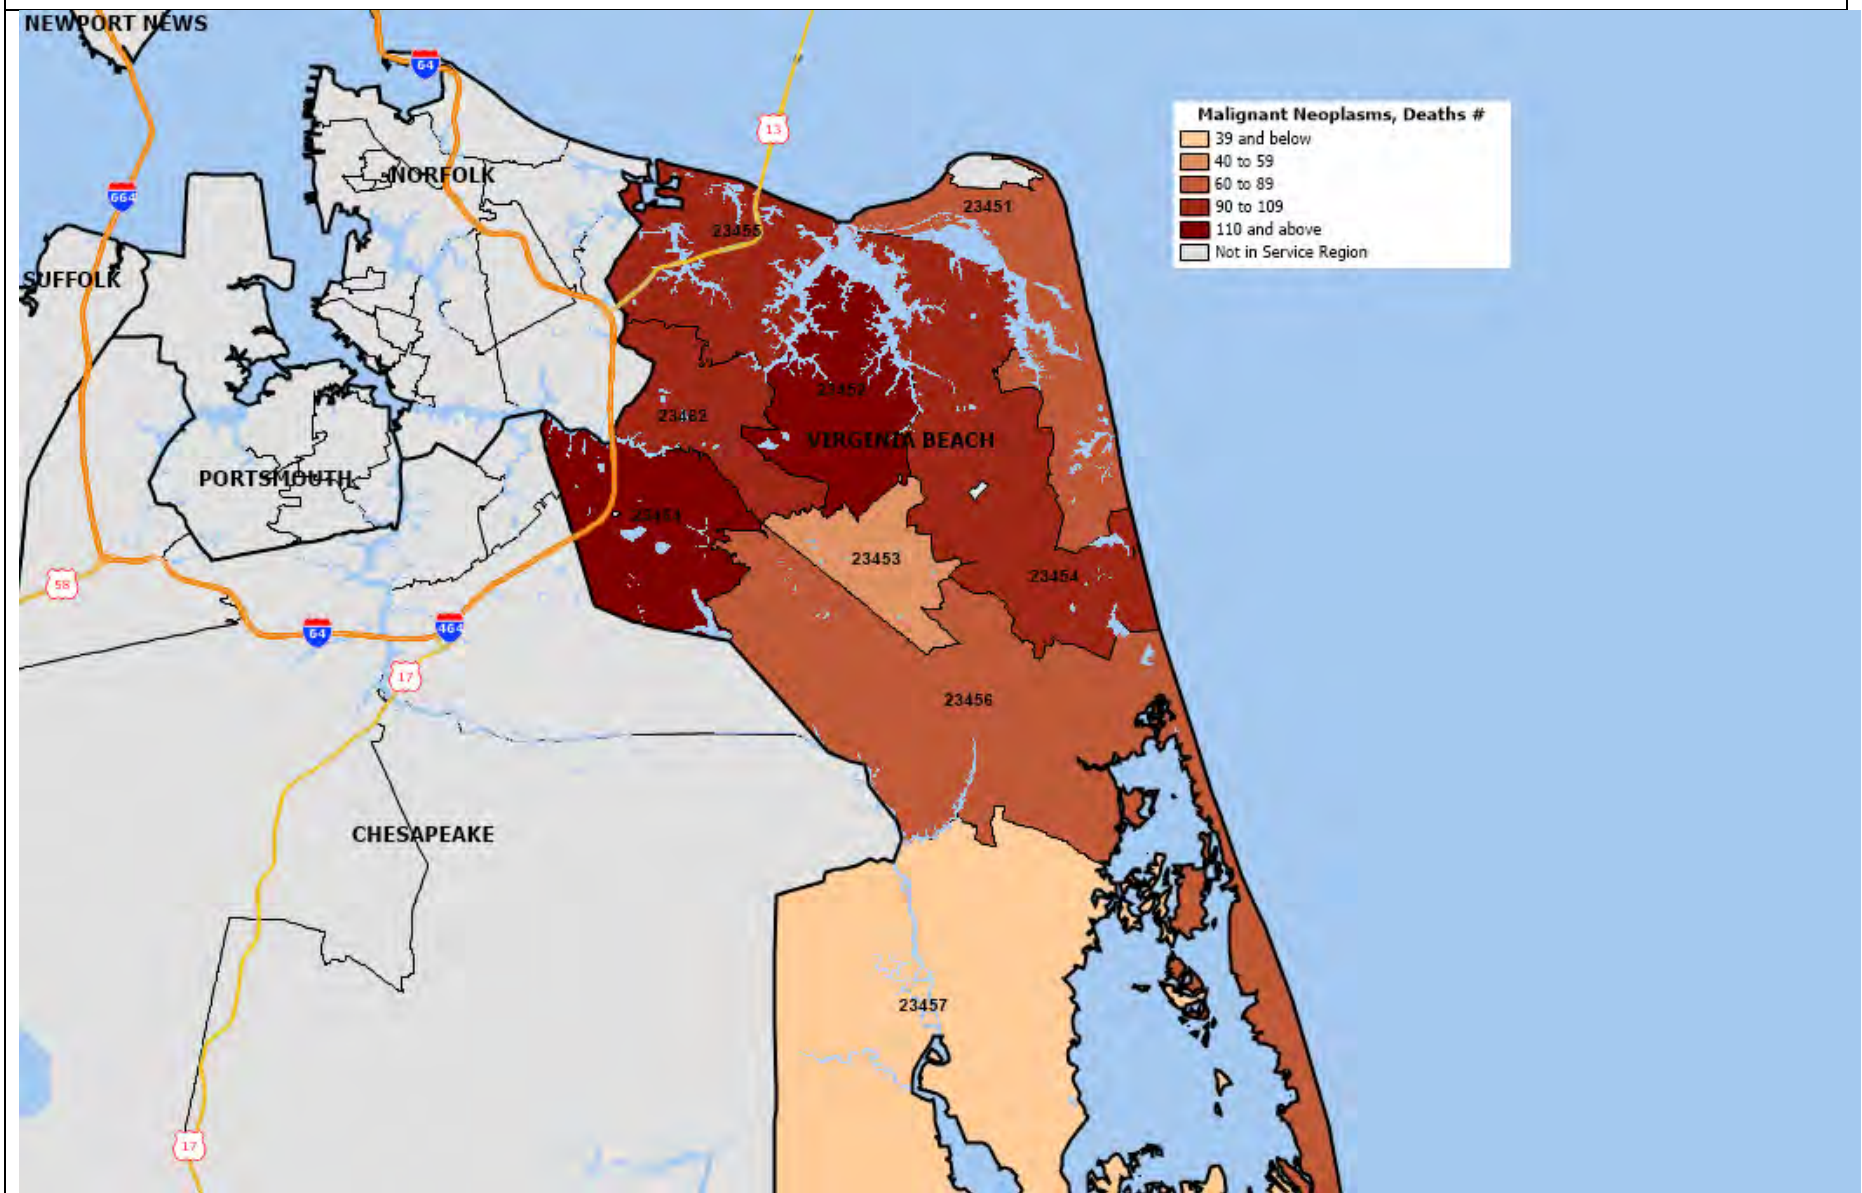 NEWPORT NEWS
64
13
Malignant Neoplasms, Deaths #
39 and below
40 to 59
60 to 89
90 to 109
110 and above
Not in Service Region
NORFOLK
664
23451
23455
SUFFOLK
23452
23462
VIRGINIA BEACH
PORTSMOUTH
23453
23454
58
64
464
17
23456
CHESAPEAKE
23457
17